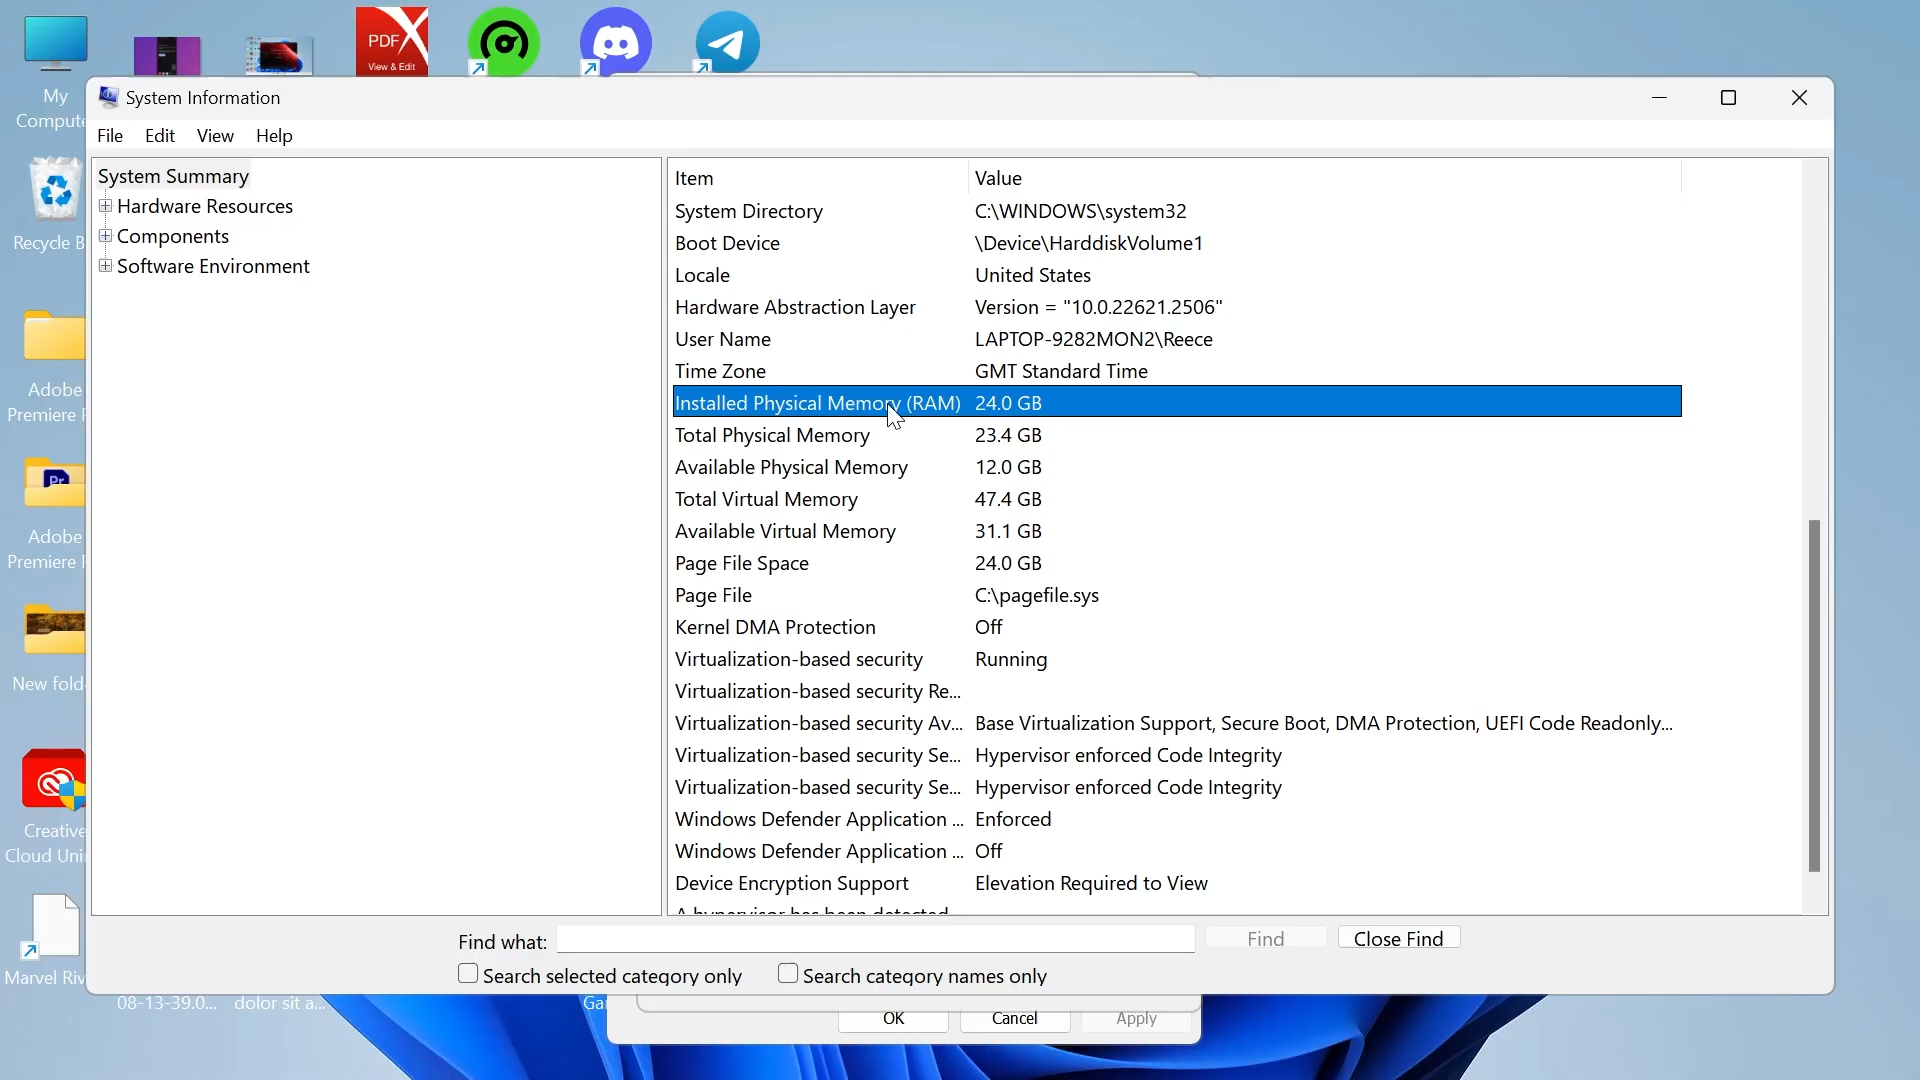 PDF
View & Edit
My
Compute
Recycle B
Adobe
Premiere P
Pr
Adobe
Premiere P
New fold
Creative
Cloud Uni
Marvel Riv
System Information
File Edit View Help
System Summary
Hardware Resources
Components
Software Environment
Item Value
System Directory C:\WINDOWS\system32
Boot Device \Device\HarddiskVolume1
Locale United States
Hardware Abstraction Layer Version = "10.0.22621.2506"
User Name LAPTOP-9282MON2\Reece
Time Zone GMT Standard Time
Installed Physical Memory (RAM) 24.0 GB
Total Physical Memory 23.4 GB
Available Physical Memory 12.0 GB
Total Virtual Memory 47.4 GB
Available Virtual Memory 31.1 GB
Page File Space 24.0 GB
Page File C:\pagefile.sys
Kernel DMA Protection Off
Virtualization-based security Running
Virtualization-based security Re...
Virtualization-based security Av... Base Virtualization Support, Secure Boot, DMA Protection, UEFI Code Readonly...
Virtualization-based security Se... Hypervisor enforced Code Integrity
Virtualization-based security Se... Hypervisor enforced Code Integrity
Windows Defender Application ... Enforced
Windows Defender Application ... Off
Device Encryption Support Elevation Required to View
A hypervisor has been detected
Find what: Find Close Find
Search selected category only Search category names only
08-13-39.0... dolor sit a... Gar
OK Cancel Apply